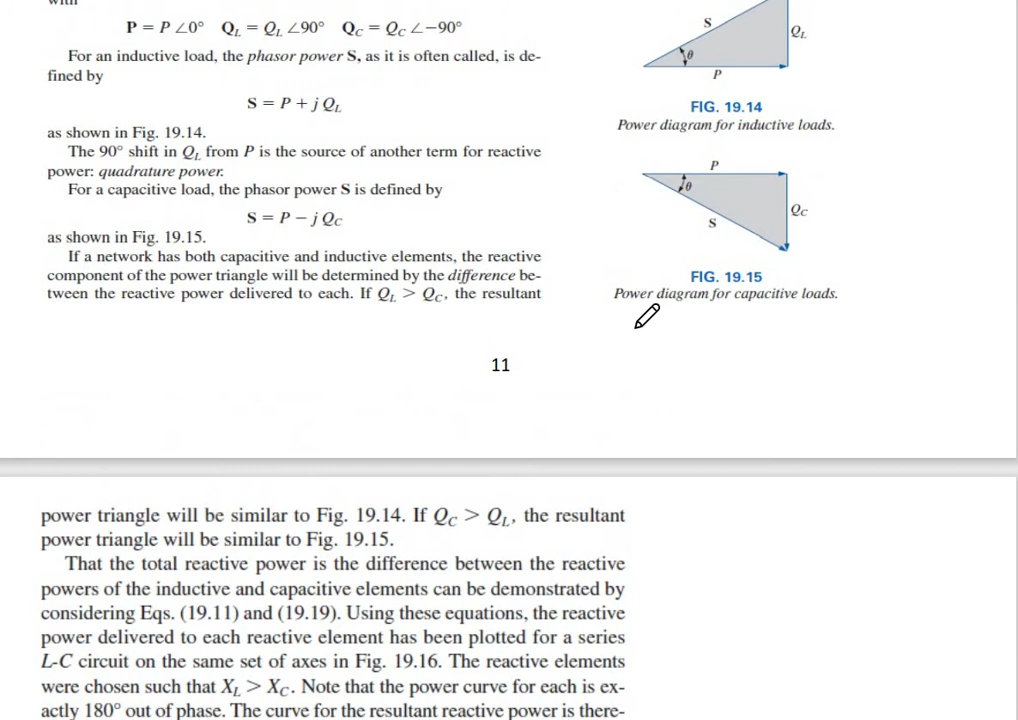 with
P = P ∠0° Q_L = Q_L ∠90° Q_C = Q_C ∠−90°
For an inductive load, the phasor power S, as it is often called, is de-
fined by
S = P + j Q_L
as shown in Fig. 19.14.
The 90° shift in Q_L from P is the source of another term for reactive
power: quadrature power.
For a capacitive load, the phasor power S is defined by
S = P − j Q_C
as shown in Fig. 19.15.
If a network has both capacitive and inductive elements, the reactive
component of the power triangle will be determined by the difference be-
tween the reactive power delivered to each. If Q_L > Q_C, the resultant
S
Q_L
θ
P
FIG. 19.14
Power diagram for inductive loads.
P
θ
Q_C
S
FIG. 19.15
Power diagram for capacitive loads.
11
power triangle will be similar to Fig. 19.14. If Q_C > Q_L, the resultant
power triangle will be similar to Fig. 19.15.
That the total reactive power is the difference between the reactive
powers of the inductive and capacitive elements can be demonstrated by
considering Eqs. (19.11) and (19.19). Using these equations, the reactive
power delivered to each reactive element has been plotted for a series
L-C circuit on the same set of axes in Fig. 19.16. The reactive elements
were chosen such that X_L > X_C. Note that the power curve for each is ex-
actly 180° out of phase. The curve for the resultant reactive power is there-